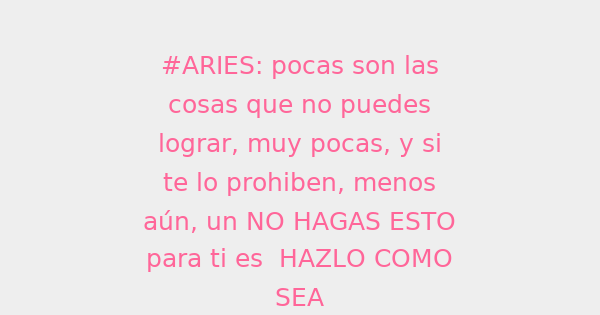 #ARIES: pocas son las
cosas que no puedes
lograr, muy pocas, y si
te lo prohiben, menos
aún, un NO HAGAS ESTO
para ti es  HAZLO COMO
SEA